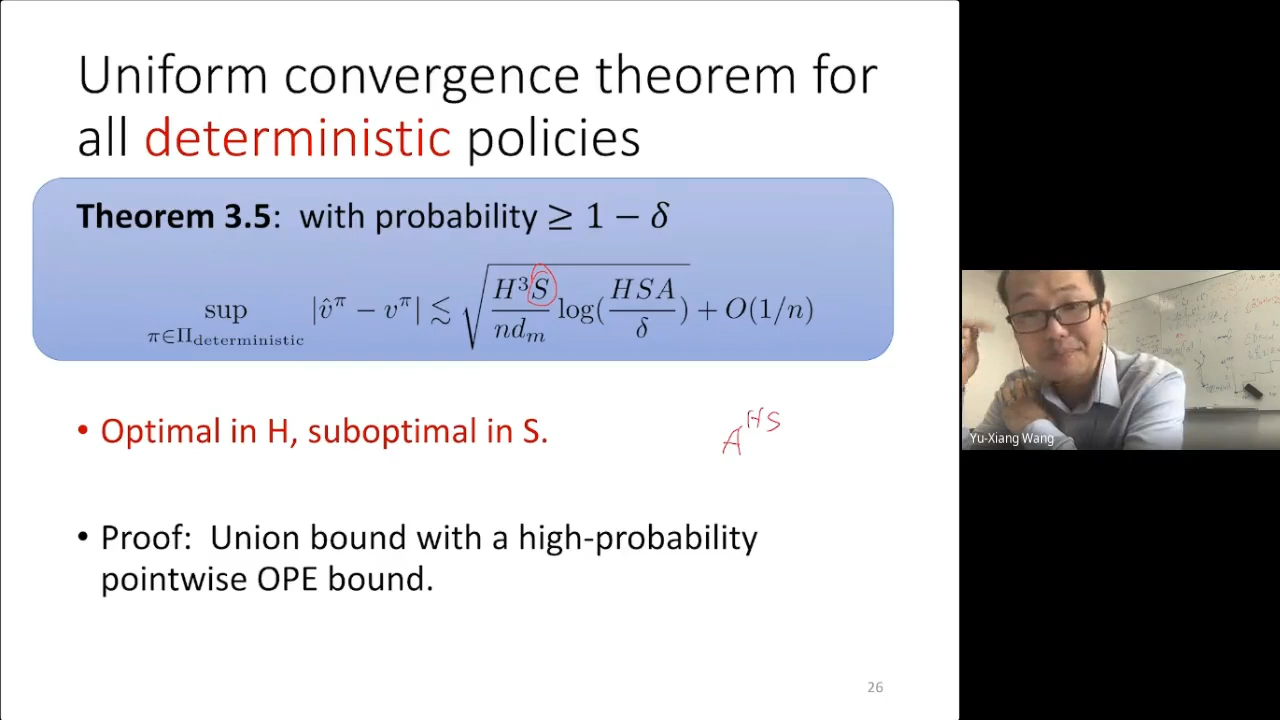 Uniform convergence theorem for
all deterministic policies
Theorem 3.5: with probability ≥ 1 − δ
sup_{π∈Π_deterministic} |v̂^π − v^π| ≲ √(H³S/(nd_m) log(HSA/δ)) + O(1/n)
• Optimal in H, suboptimal in S.
A^{HS}
• Proof: Union bound with a high-probability
pointwise OPE bound.
26
Yu-Xiang Wang